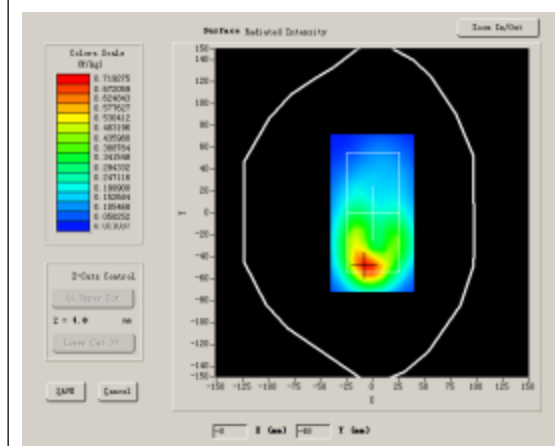 Surface Radiated Intensity
Zoom In/Out
Colors Scale
(W/kg)
0.719275
0.672059
0.624843
0.577627
0.530412
0.483196
0.435980
0.388764
0.341548
0.294332
0.247116
0.199900
0.152684
0.105468
0.058252
150
140
100
80
60
40
20
0
-20
-40
-60
-80
-100
-120
-140
-150
Y
-150 -125 -100 -75 -50 -25 0 25 50 75 100 125 150
X
Z-Cuts Control
<< Upper Cut
Z = 4.0 mm
Lower Cut >>
SAVE
Cancel
X (mm)
Y (mm)